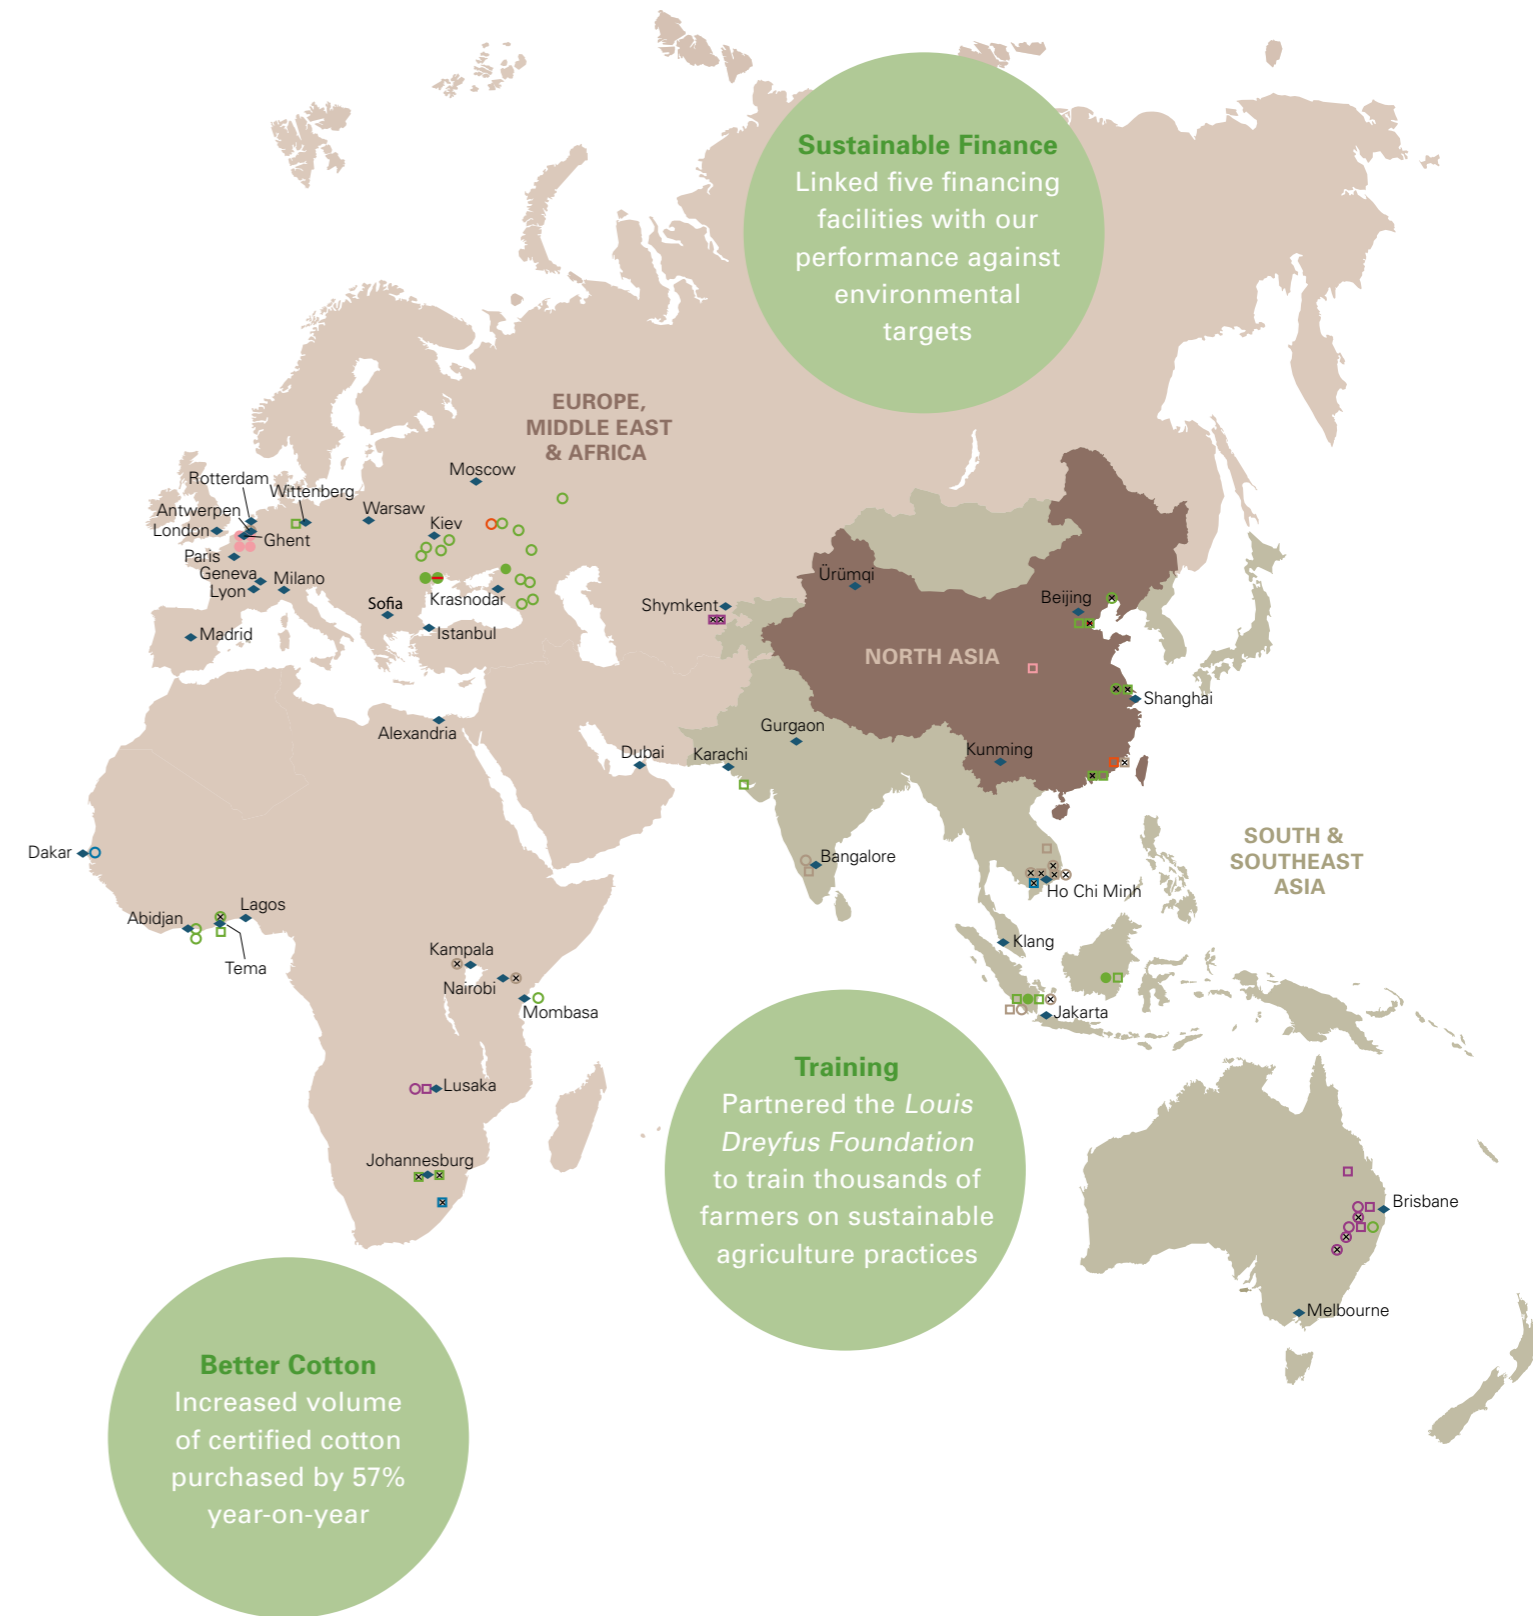 Sustainable Finance
Linked five financing
facilities with our
performance against
environmental
targets
EUROPE,
MIDDLE EAST
& AFRICA
Moscow
Rotterdam
Wittenberg
Antwerpen
Warsaw
London
Kiev
Ghent
Paris
Geneva
Milano
Lyon
Krasnodar
Sofia
Istanbul
Madrid
Shymkent
Ürümqi
Beijing
NORTH ASIA
Shanghai
Alexandria
Gurgaon
Dubai
Karachi
Kunming
SOUTH &
SOUTHEAST
ASIA
Dakar
Bangalore
Ho Chi Minh
Abidjan
Lagos
Tema
Kampala
Nairobi
Mombasa
Klang
Jakarta
Lusaka
Johannesburg
Training
Partnered the Louis
Dreyfus Foundation
to train thousands of
farmers on sustainable
agriculture practices
Brisbane
Melbourne
Better Cotton
Increased volume
of certified cotton
purchased by 57%
year-on-year